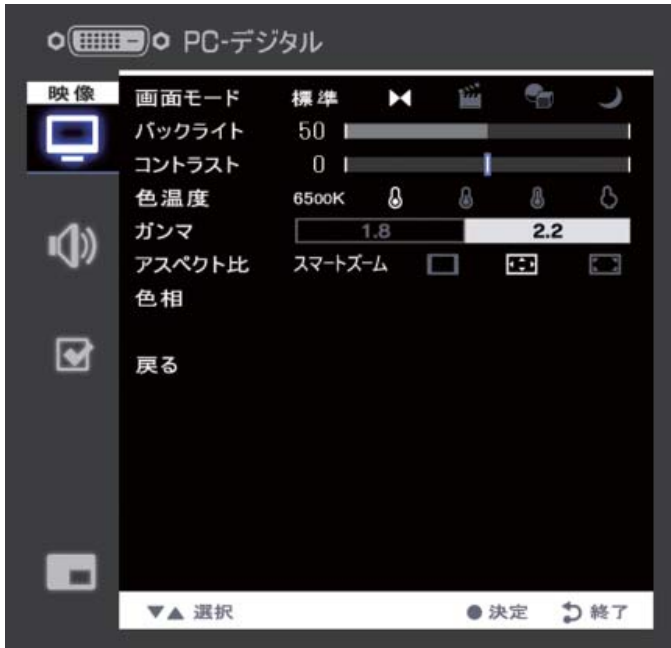 PC-デジタル
映像
画面モード 標準
バックライト 50
コントラスト 0
色温度 6500K
ガンマ 1.8 2.2
アスペクト比 スマートズーム
色相
戻る
▼▲ 選択 ● 決定 ⮌ 終了